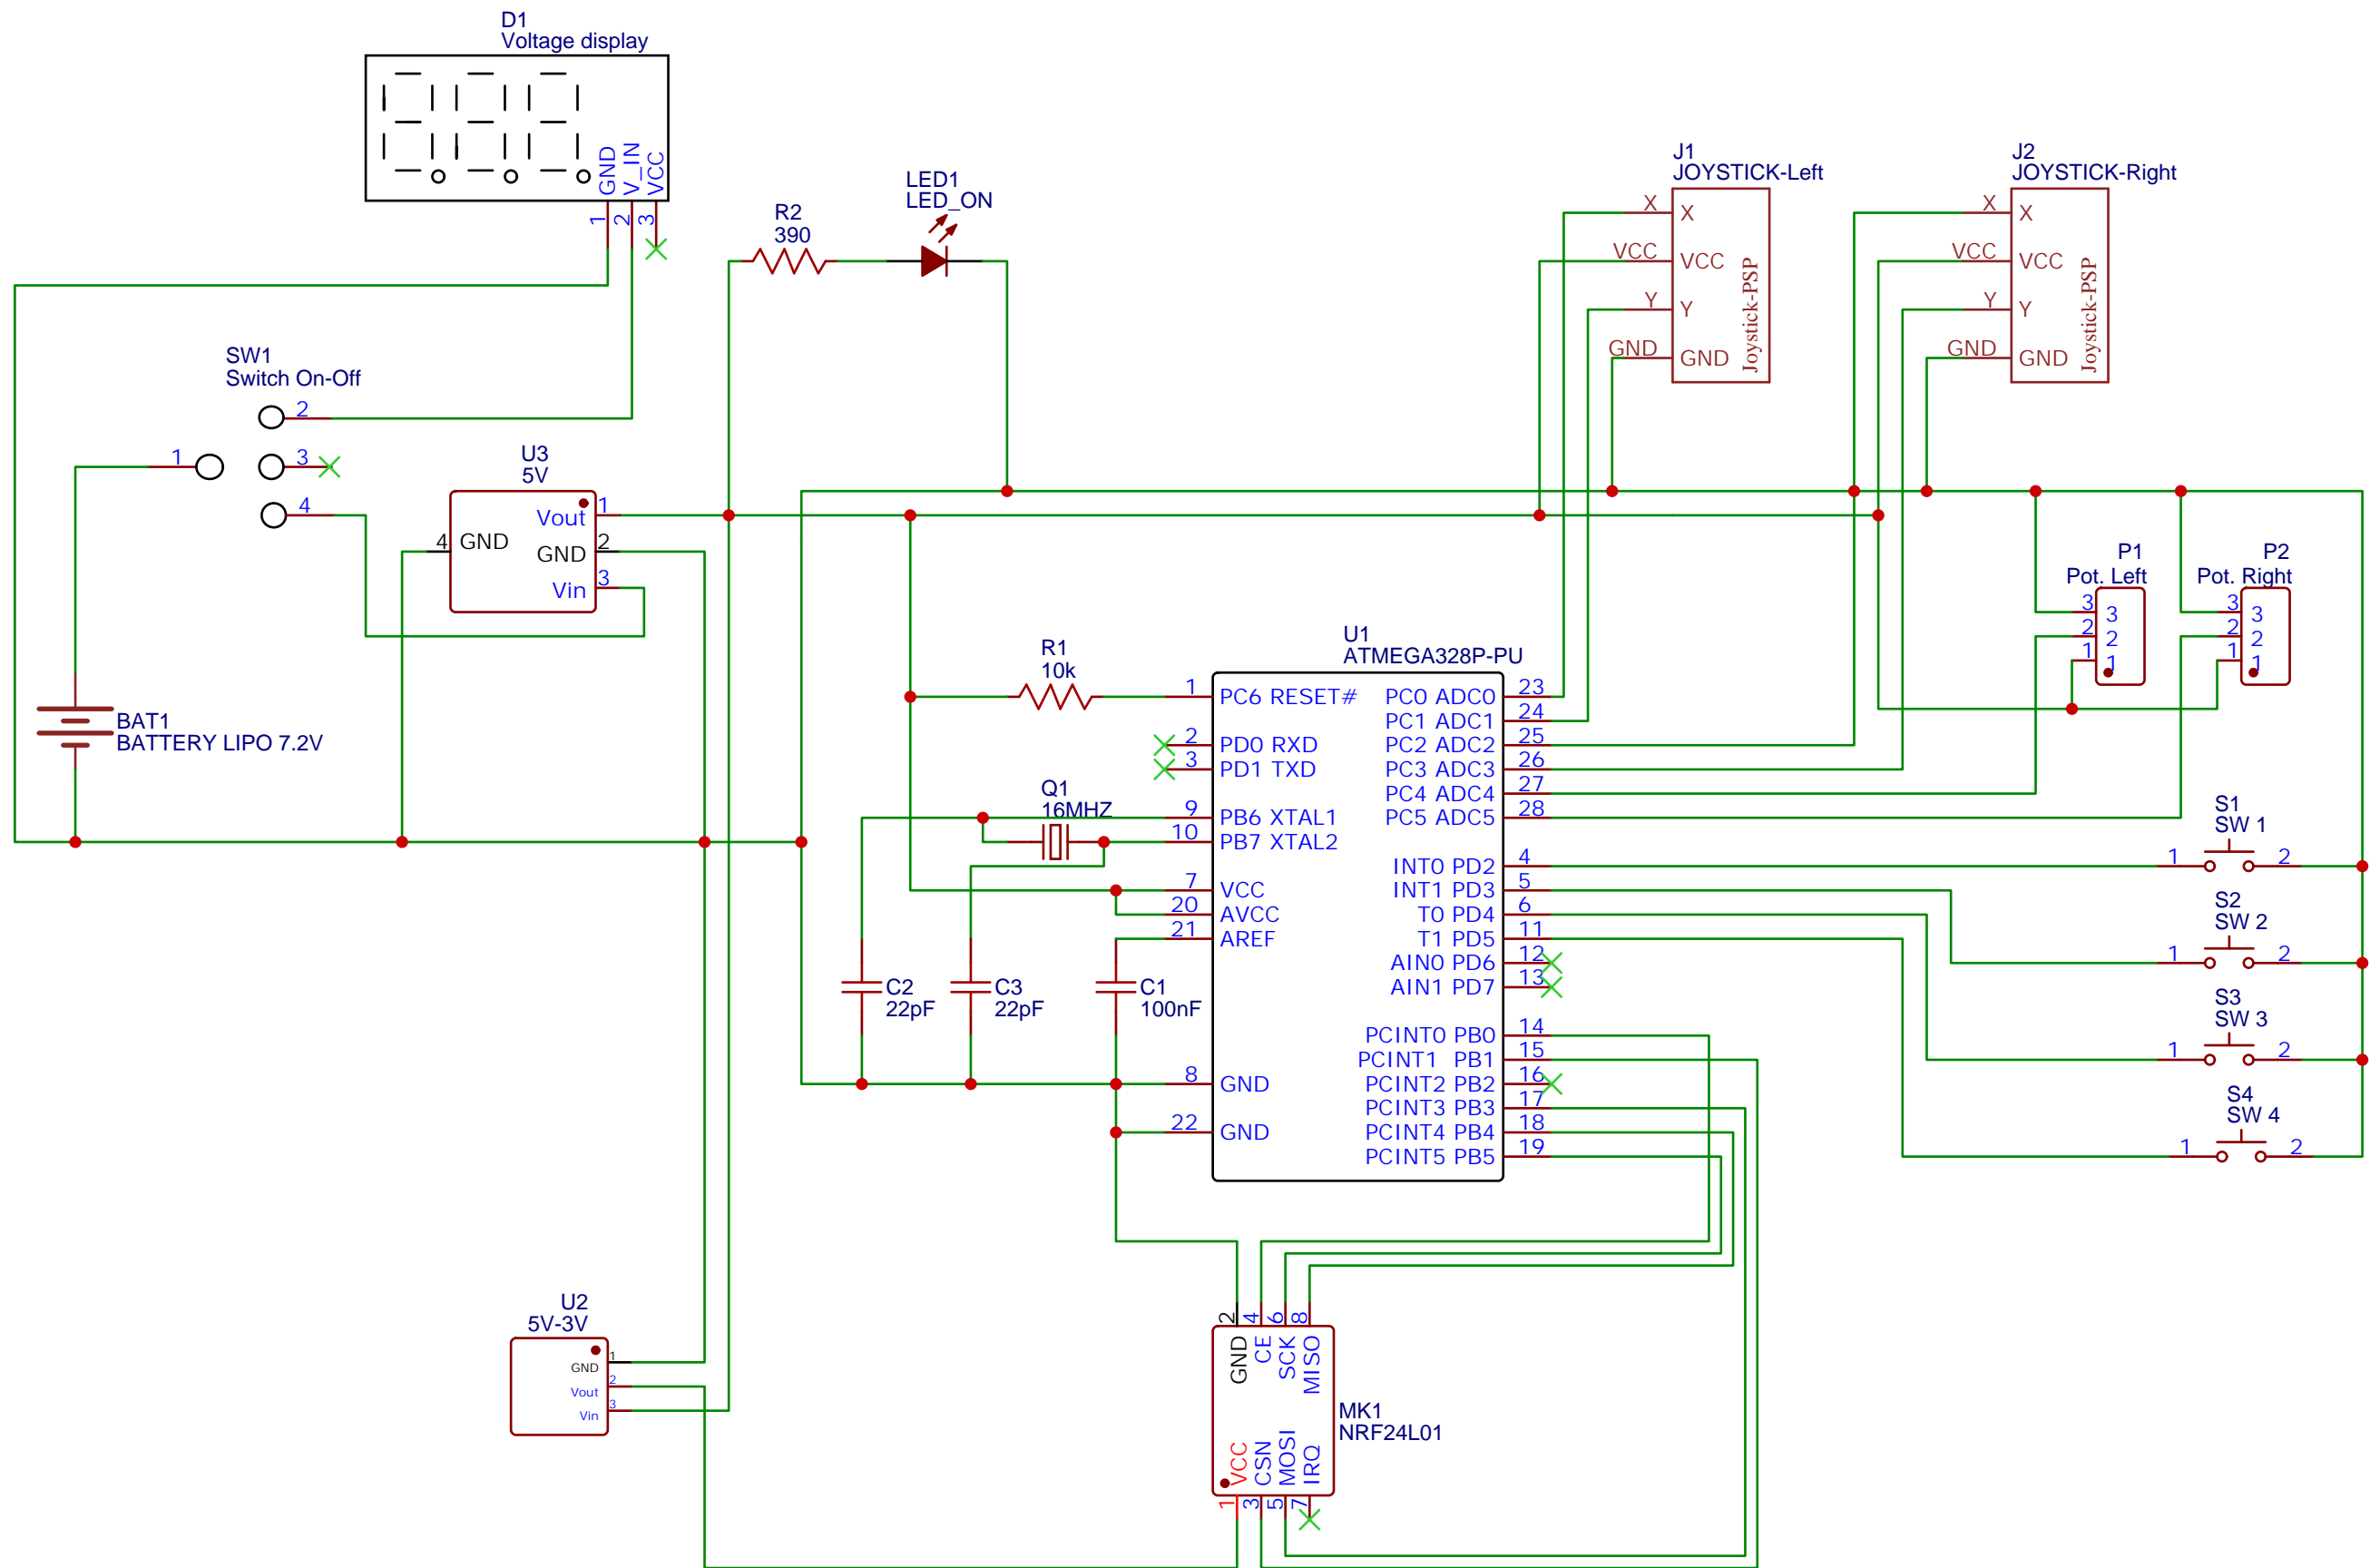 D1
Voltage display
GND
V_IN
VCC
1
2
3
LED1
LED_ON
R2
390
J1
JOYSTICK-Left
X
X
VCC
VCC
Y
Y
GND
GND
Joystick-PSP
J2
JOYSTICK-Right
X
X
VCC
VCC
Y
Y
GND
GND
Joystick-PSP
SW1
Switch On-Off
2
1
3
4
U3
5V
Vout
1
4
GND
GND
2
Vin
3
P1
Pot. Left
3
3
2
2
1
1
P2
Pot. Right
3
3
2
2
1
1
BAT1
BATTERY LIPO 7.2V
R1
10k
Q1
16MHZ
C2
22pF
C3
22pF
C1
100nF
U1
ATMEGA328P-PU
1
PC6 RESET#
2
PD0 RXD
3
PD1 TXD
9
PB6 XTAL1
10
PB7 XTAL2
7
VCC
20
AVCC
21
AREF
8
GND
22
GND
PC0 ADC0
23
PC1 ADC1
24
PC2 ADC2
25
PC3 ADC3
26
PC4 ADC4
27
PC5 ADC5
28
INT0 PD2
4
INT1 PD3
5
T0 PD4
6
T1 PD5
11
AIN0 PD6
12
AIN1 PD7
13
PCINT0 PB0
14
PCINT1 PB1
15
PCINT2 PB2
16
PCINT3 PB3
17
PCINT4 PB4
18
PCINT5 PB5
19
S1
SW 1
1
2
S2
SW 2
1
2
S3
SW 3
1
2
S4
SW 4
1
2
U2
5V-3V
GND
1
Vout
2
Vin
3
2
4
6
8
GND
CE
SCK
MISO
MK1
NRF24L01
VCC
CSN
MOSI
IRQ
1
3
5
7